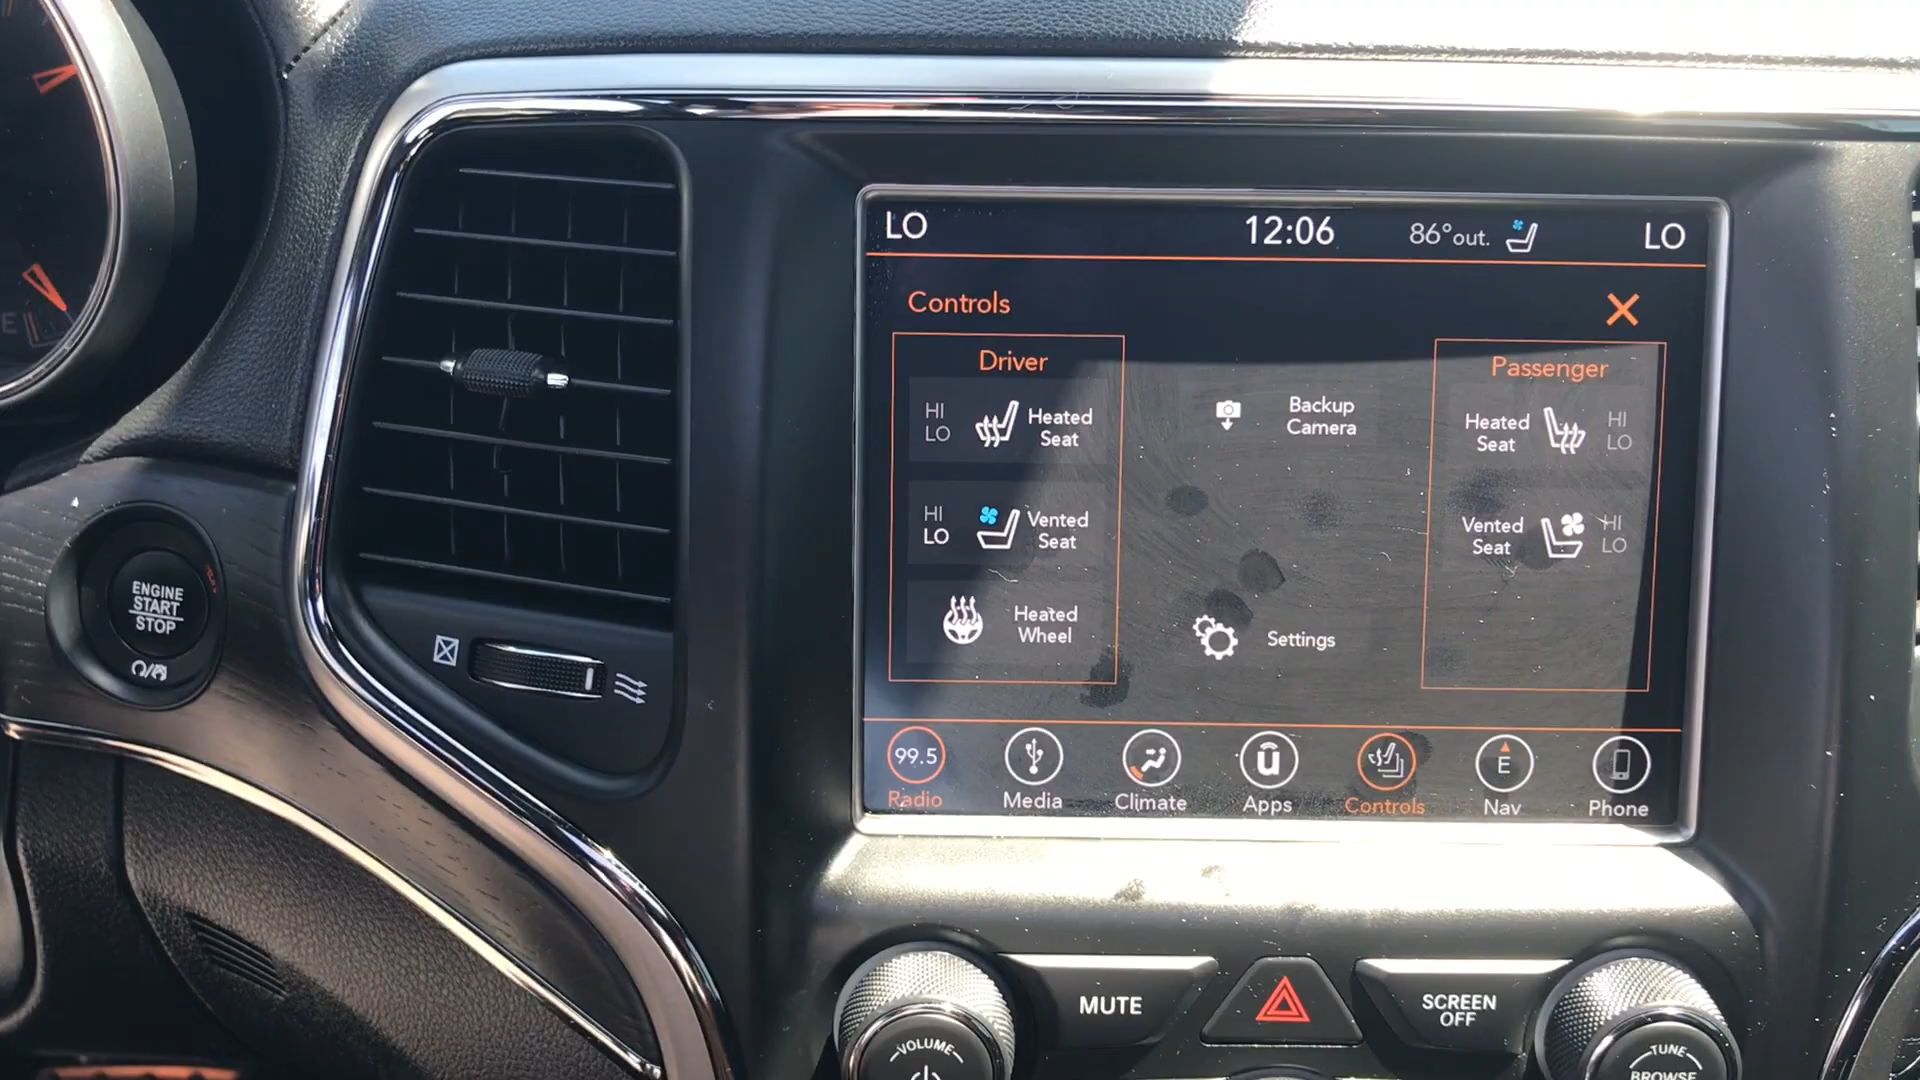 LO
12:06
86°out.
LO
Controls
Driver
Passenger
HI
LO
Heated
Seat
Backup
Camera
Heated
Seat
HI
LO
HI
LO
Vented
Seat
Vented
Seat
HI
LO
Heated
Wheel
Settings
99.5
E
Radio
Media
Climate
Apps
Controls
Nav
Phone
E
ENGINE
START
STOP
MUTE
SCREEN
OFF
VOLUME
TUNE
BROWSE